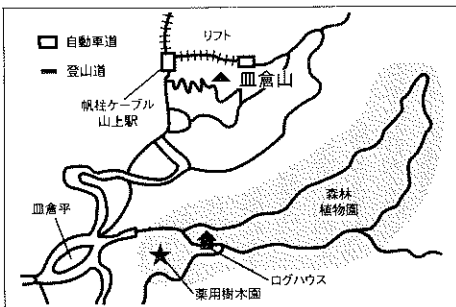 自動車道
登山道
リフト
皿倉山
帆柱ケーブル
山上駅
皿倉平
森林
植物園
ログハウス
薬用樹木園